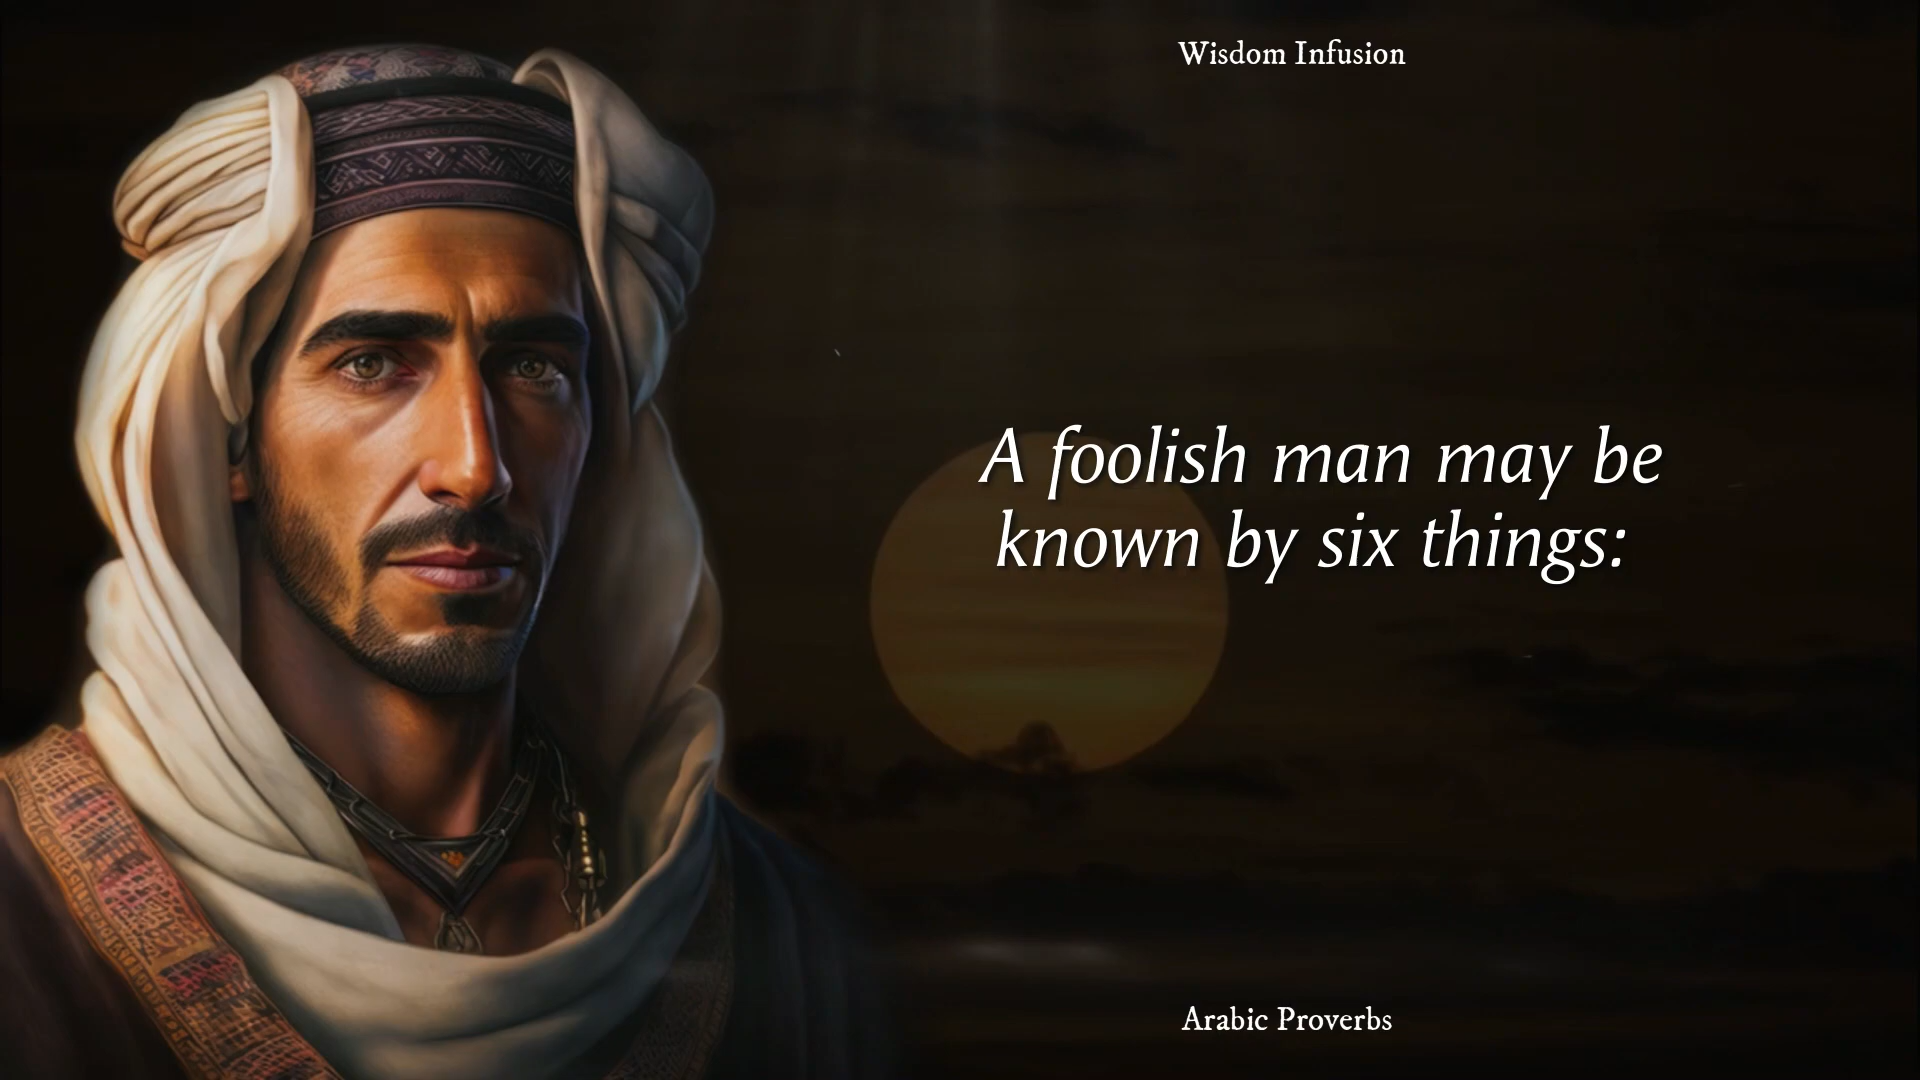 Wisdom Infusion
A foolish man may be
known by six things:
Arabic Proverbs